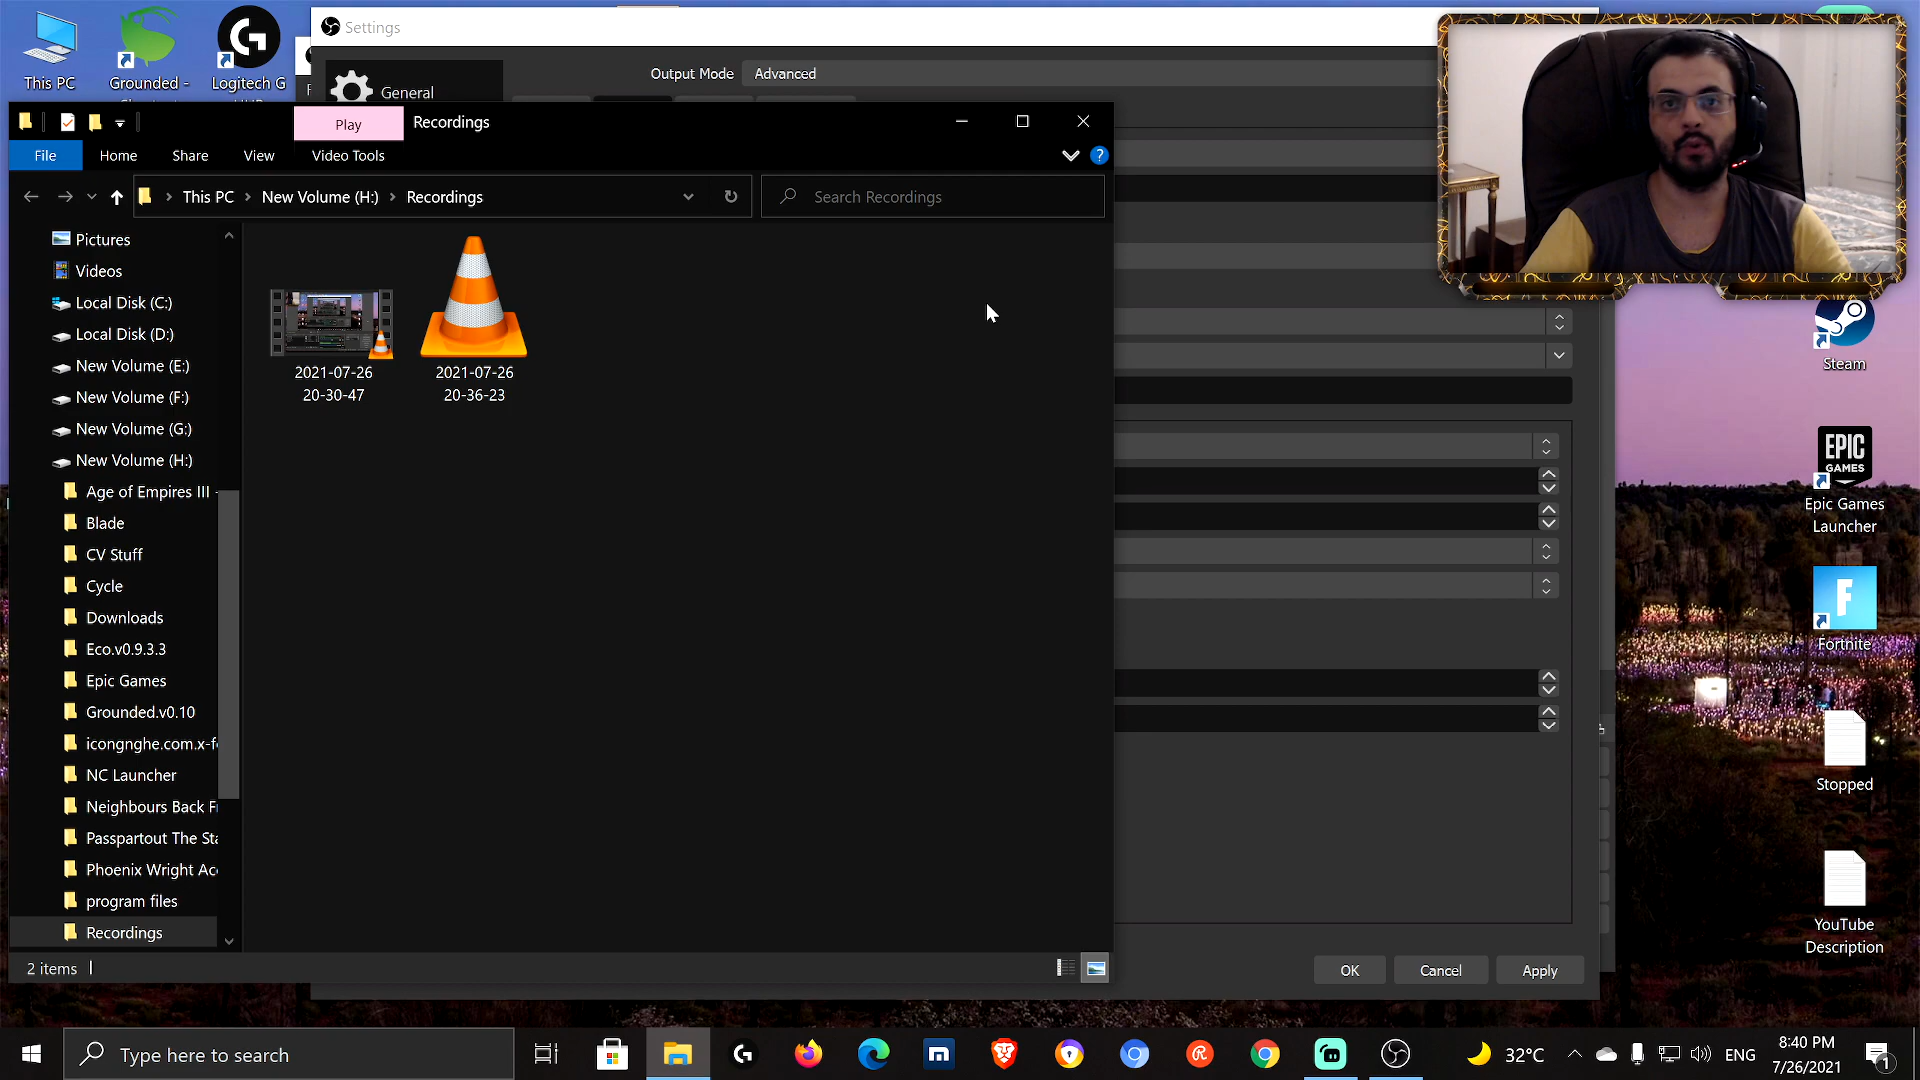 This PC
Grounded -
Logitech G
Settings
General
Output Mode
Advanced
Play
Recordings
File
Home
Share
View
Video Tools
This PC
New Volume (H:)
Recordings
Search Recordings
Pictures
Videos
Local Disk (C:)
Local Disk (D:)
New Volume (E:)
New Volume (F:)
New Volume (G:)
New Volume (H:)
Age of Empires III -
Blade
CV Stuff
Cycle
Downloads
Eco.v0.9.3.3
Epic Games
Grounded.v0.10
icongnghe.com.x-f
NC Launcher
Neighbours Back F
Passpartout The Sta
Phoenix Wright Ac
program files
Recordings
2021-07-26
20-30-47
2021-07-26
20-36-23
2 items
OK
Cancel
Apply
Steam
EPIC
GAMES
Epic Games
Launcher
F
Fortnite
Stopped
YouTube
Description
Type here to search
32°C
ENG
8:40 PM
7/26/2021
1